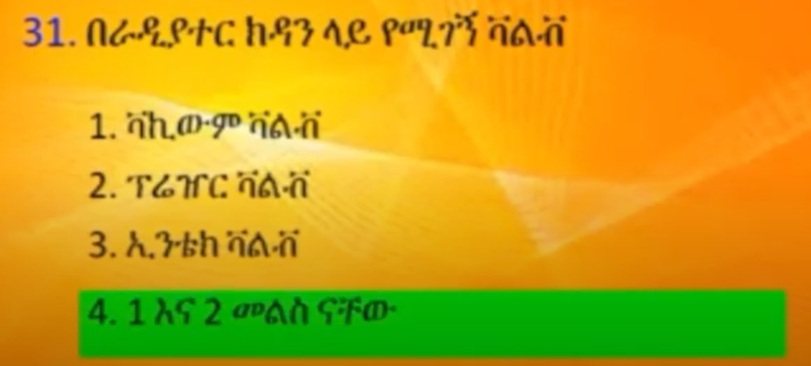 31. በራዲያተር ክዳን ላይ የሚገኝ ቫልቭ
1. ቫኪውም ቫልቭ
2. ፕሬዠር ቫልቭ
3. ኢንቴክ ቫልቭ
4. 1 እና 2 መልስ ናቸው